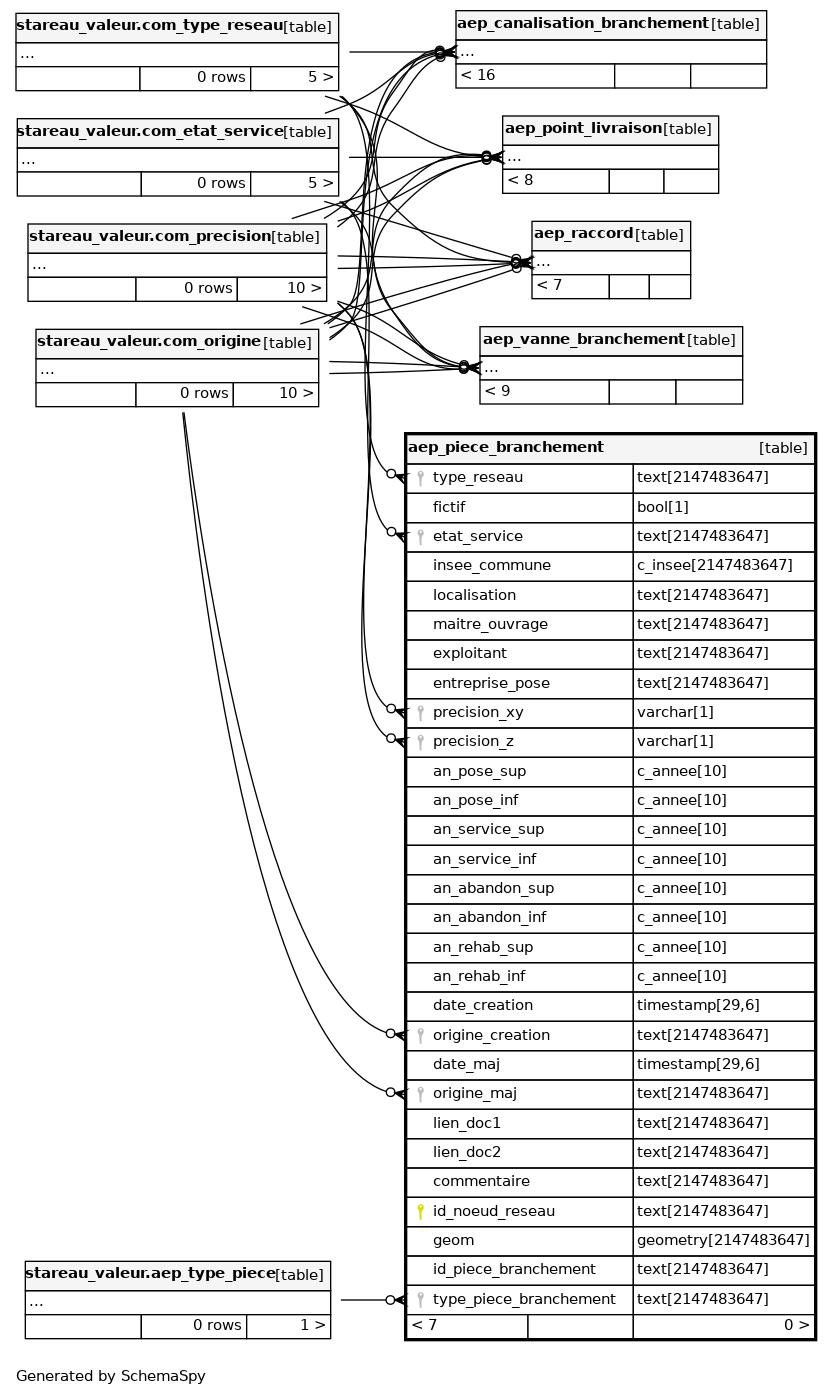 stareau_valeur.com_type_reseau [table]
...
0 rows 5 >
stareau_valeur.com_etat_service [table]
...
0 rows 5 >
stareau_valeur.com_precision [table]
...
0 rows 10 >
stareau_valeur.com_origine [table]
...
0 rows 10 >
aep_canalisation_branchement [table]
...
< 16
aep_point_livraison [table]
...
< 8
aep_raccord [table]
...
< 7
aep_vanne_branchement [table]
...
< 9
aep_piece_branchement [table]
type_reseau text[2147483647]
fictif bool[1]
etat_service text[2147483647]
insee_commune c_insee[2147483647]
localisation text[2147483647]
maitre_ouvrage text[2147483647]
exploitant text[2147483647]
entreprise_pose text[2147483647]
precision_xy varchar[1]
precision_z varchar[1]
an_pose_sup c_annee[10]
an_pose_inf c_annee[10]
an_service_sup c_annee[10]
an_service_inf c_annee[10]
an_abandon_sup c_annee[10]
an_abandon_inf c_annee[10]
an_rehab_sup c_annee[10]
an_rehab_inf c_annee[10]
date_creation timestamp[29,6]
origine_creation text[2147483647]
date_maj timestamp[29,6]
origine_maj text[2147483647]
lien_doc1 text[2147483647]
lien_doc2 text[2147483647]
commentaire text[2147483647]
id_noeud_reseau text[2147483647]
geom geometry[2147483647]
id_piece_branchement text[2147483647]
type_piece_branchement text[2147483647]
< 7 0 >
stareau_valeur.aep_type_piece [table]
...
0 rows 1 >
Generated by SchemaSpy